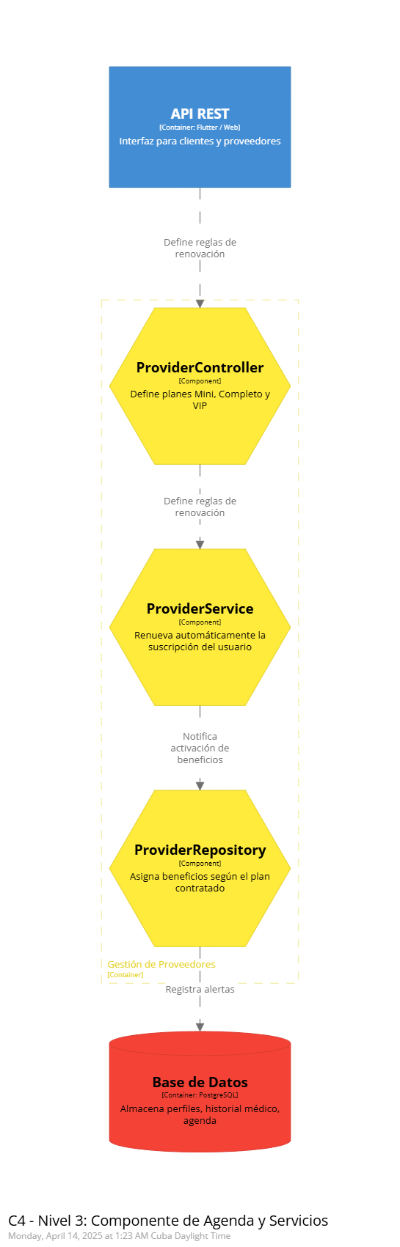 API REST
[Container: Flutter / Web]
Interfaz para clientes y proveedores
Define reglas de
renovación
ProviderController
[Component]
Define planes Mini, Completo y
VIP
Define reglas de
renovación
ProviderService
[Component]
Renueva automáticamente la
suscripción del usuario
Notifica
activación de
beneficios
ProviderRepository
[Component]
Asigna beneficios según el plan
contratado
Gestión de Proveedores
[Container]
Registra alertas
Base de Datos
[Container: PostgreSQL]
Almacena perfiles, historial médico,
agenda
C4 - Nivel 3: Componente de Agenda y Servicios
Monday, April 14, 2025 at 1:23 AM Cuba Daylight Time